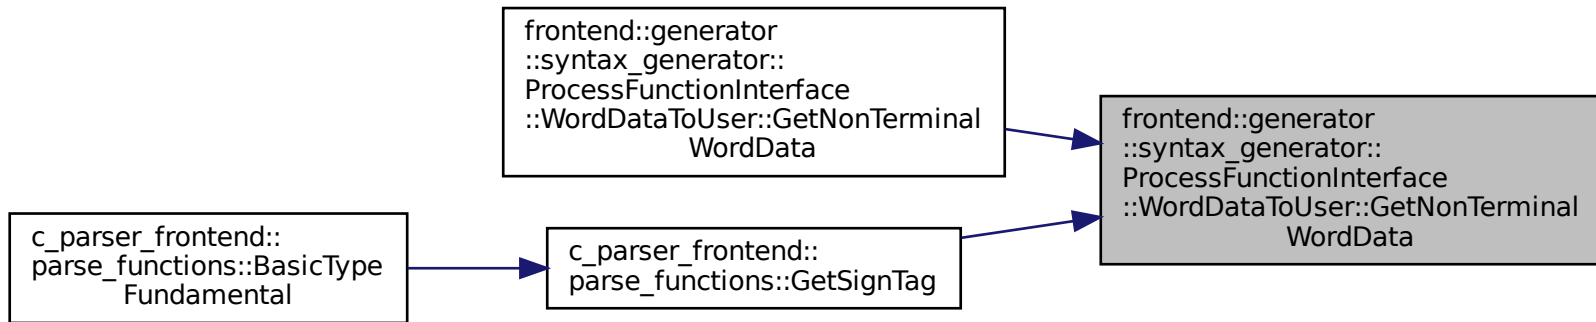 frontend::generator
::syntax_generator::
ProcessFunctionInterface
::WordDataToUser::GetNonTerminal
WordData
frontend::generator
::syntax_generator::
ProcessFunctionInterface
::WordDataToUser::GetNonTerminal
WordData
c_parser_frontend::
parse_functions::BasicType
Fundamental
c_parser_frontend::
parse_functions::GetSignTag